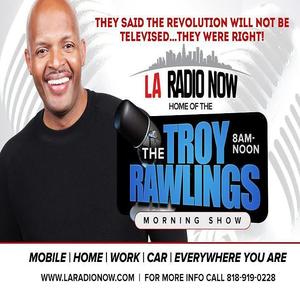 THEY SAID THE REVOLUTION WILL NOT BE
TELEVISED...THEY WERE RIGHT!
LA RADIO NOW
HOME OF THE
8AM-
NOON
THE TROY
RAWLINGS
MORNING SHOW
MOBILE | HOME | WORK | CAR | EVERYWHERE YOU ARE
WWW.LARADIONOW.COM | FOR MORE INFO CALL 818-919-0228